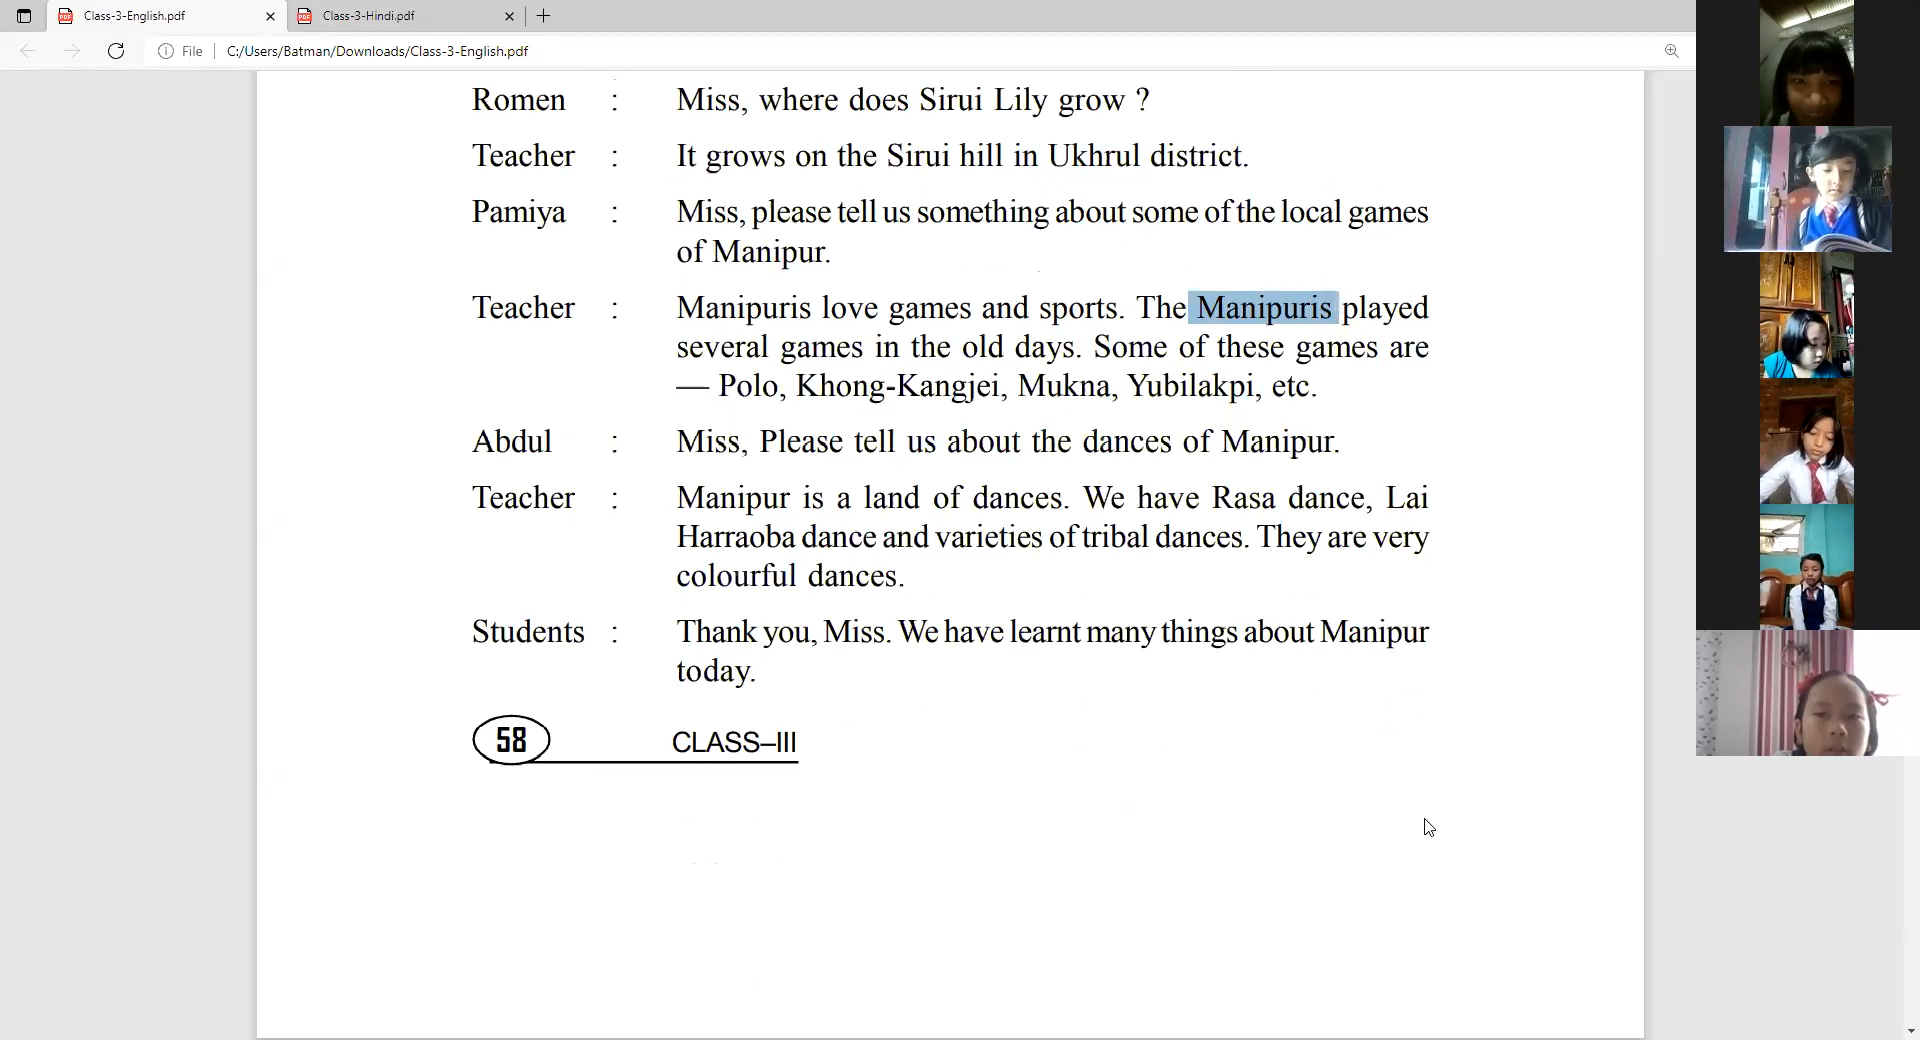 Class-3-English.pdf
Class-3-Hindi.pdf
File
C:/Users/Batman/Downloads/Class-3-English.pdf
Romen : Miss, where does Sirui Lily grow ?
Teacher : It grows on the Sirui hill in Ukhrul district.
Pamiya : Miss, please tell us something about some of the local games
of Manipur.
Teacher : Manipuris love games and sports. The Manipuris played
several games in the old days. Some of these games are
— Polo, Khong-Kangjei, Mukna, Yubilakpi, etc.
Abdul : Miss, Please tell us about the dances of Manipur.
Teacher : Manipur is a land of dances. We have Rasa dance, Lai
Harraoba dance and varieties of tribal dances. They are very
colourful dances.
Students : Thank you, Miss. We have learnt many things about Manipur
today.
58 CLASS–III